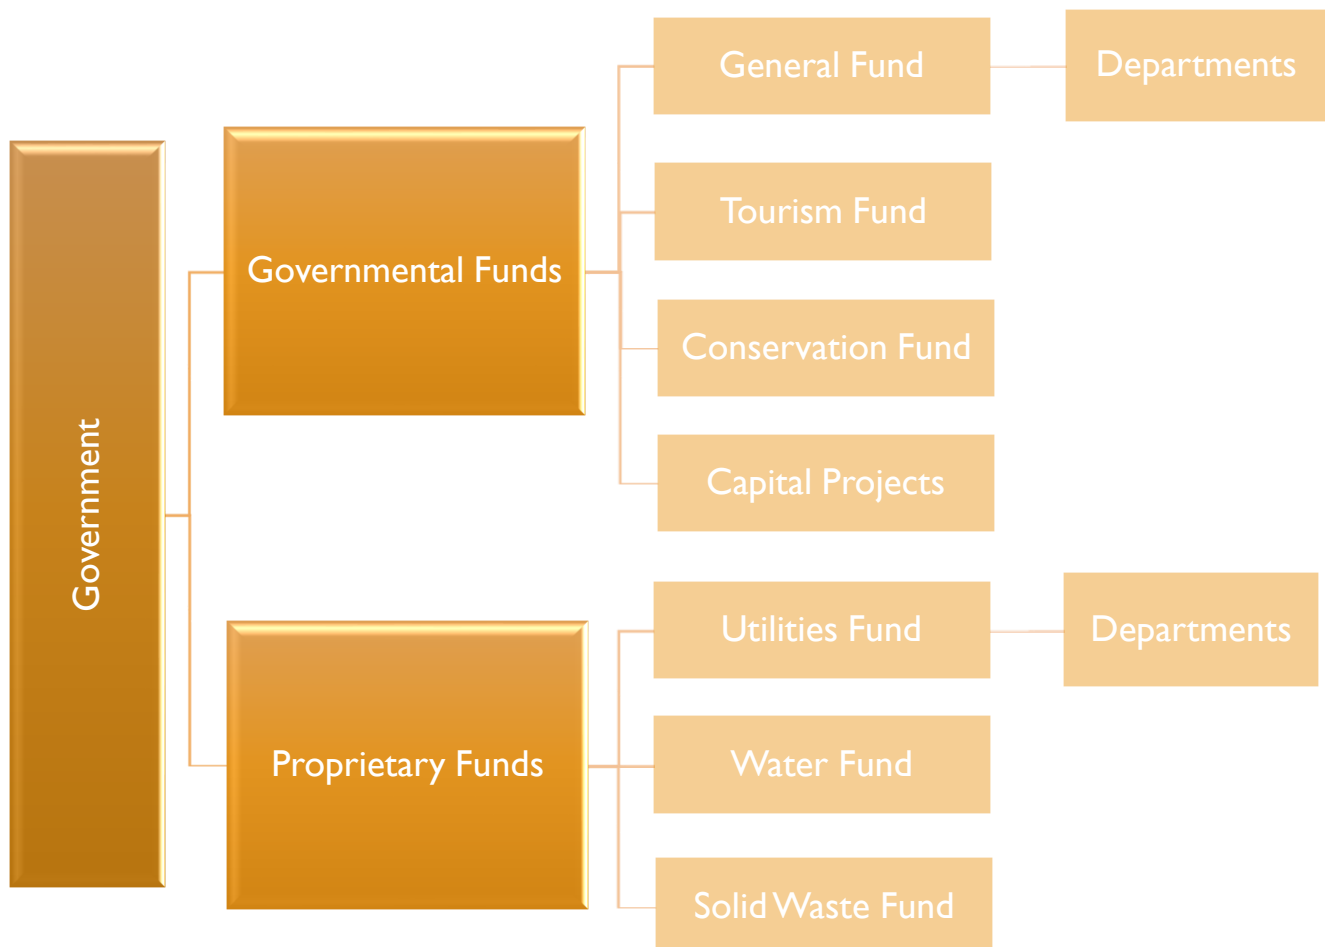 Government
Governmental Funds
General Fund
Departments
Tourism Fund
Conservation Fund
Capital Projects
Proprietary Funds
Utilities Fund
Departments
Water Fund
Solid Waste Fund